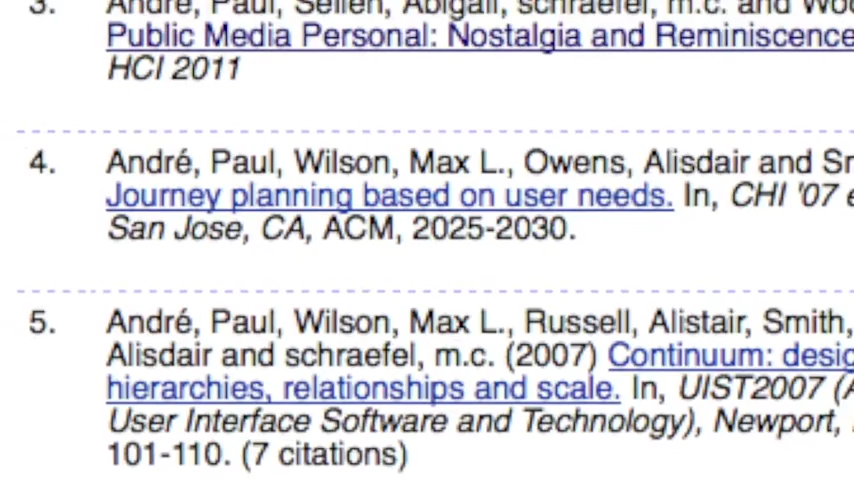 3. André, Paul, Sellen, Abigail, schraefel, m.c. and
Public Media Personal: Nostalgia and Reminiscence
HCI 2011
4. André, Paul, Wilson, Max L., Owens, Alisdair and
Journey planning based on user needs. In, CHI '07
San Jose, CA, ACM, 2025-2030.
5. André, Paul, Wilson, Max L., Russell, Alistair, Smith,
Alisdair and schraefel, m.c. (2007) Continuum:
hierarchies, relationships and scale. In, UIST2007
User Interface Software and Technology), Newport,
101-110. (7 citations)